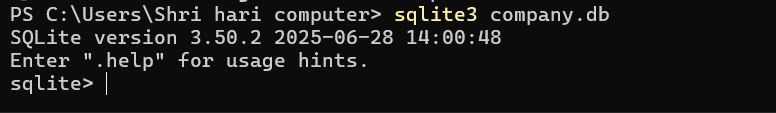 PS C:\Users\Shri hari computer> sqlite3 company.db
SQLite version 3.50.2 2025-06-28 14:00:48
Enter ".help" for usage hints.
sqlite>